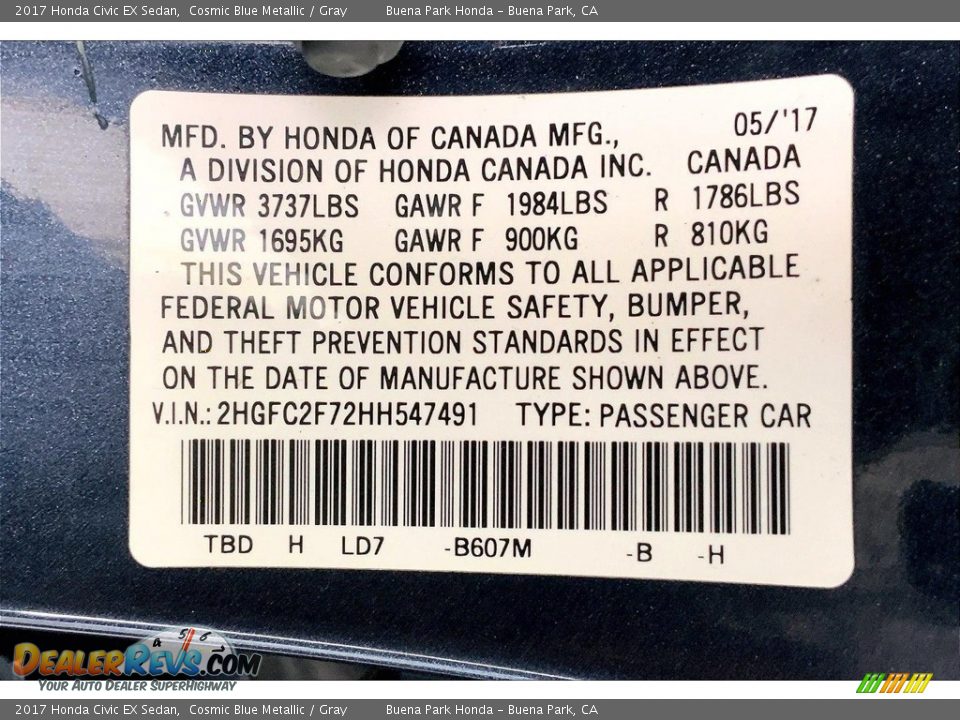 2017 Honda Civic EX Sedan, Cosmic Blue Metallic / Gray Buena Park Honda – Buena Park, CA
MFD. BY HONDA OF CANADA MFG., 05/'17
A DIVISION OF HONDA CANADA INC. CANADA
GVWR 3737LBS GAWR F 1984LBS R 1786LBS
GVWR 1695KG GAWR F 900KG R 810KG
THIS VEHICLE CONFORMS TO ALL APPLICABLE
FEDERAL MOTOR VEHICLE SAFETY, BUMPER,
AND THEFT PREVENTION STANDARDS IN EFFECT
ON THE DATE OF MANUFACTURE SHOWN ABOVE.
V.I.N.: 2HGFC2F72HH547491 TYPE: PASSENGER CAR
TBD H LD7 -B607M -B -H
4 5 6
DEALERREVS.COM
YOUR AUTO DEALER SUPERHIGHWAY
2017 Honda Civic EX Sedan, Cosmic Blue Metallic / Gray Buena Park Honda – Buena Park, CA